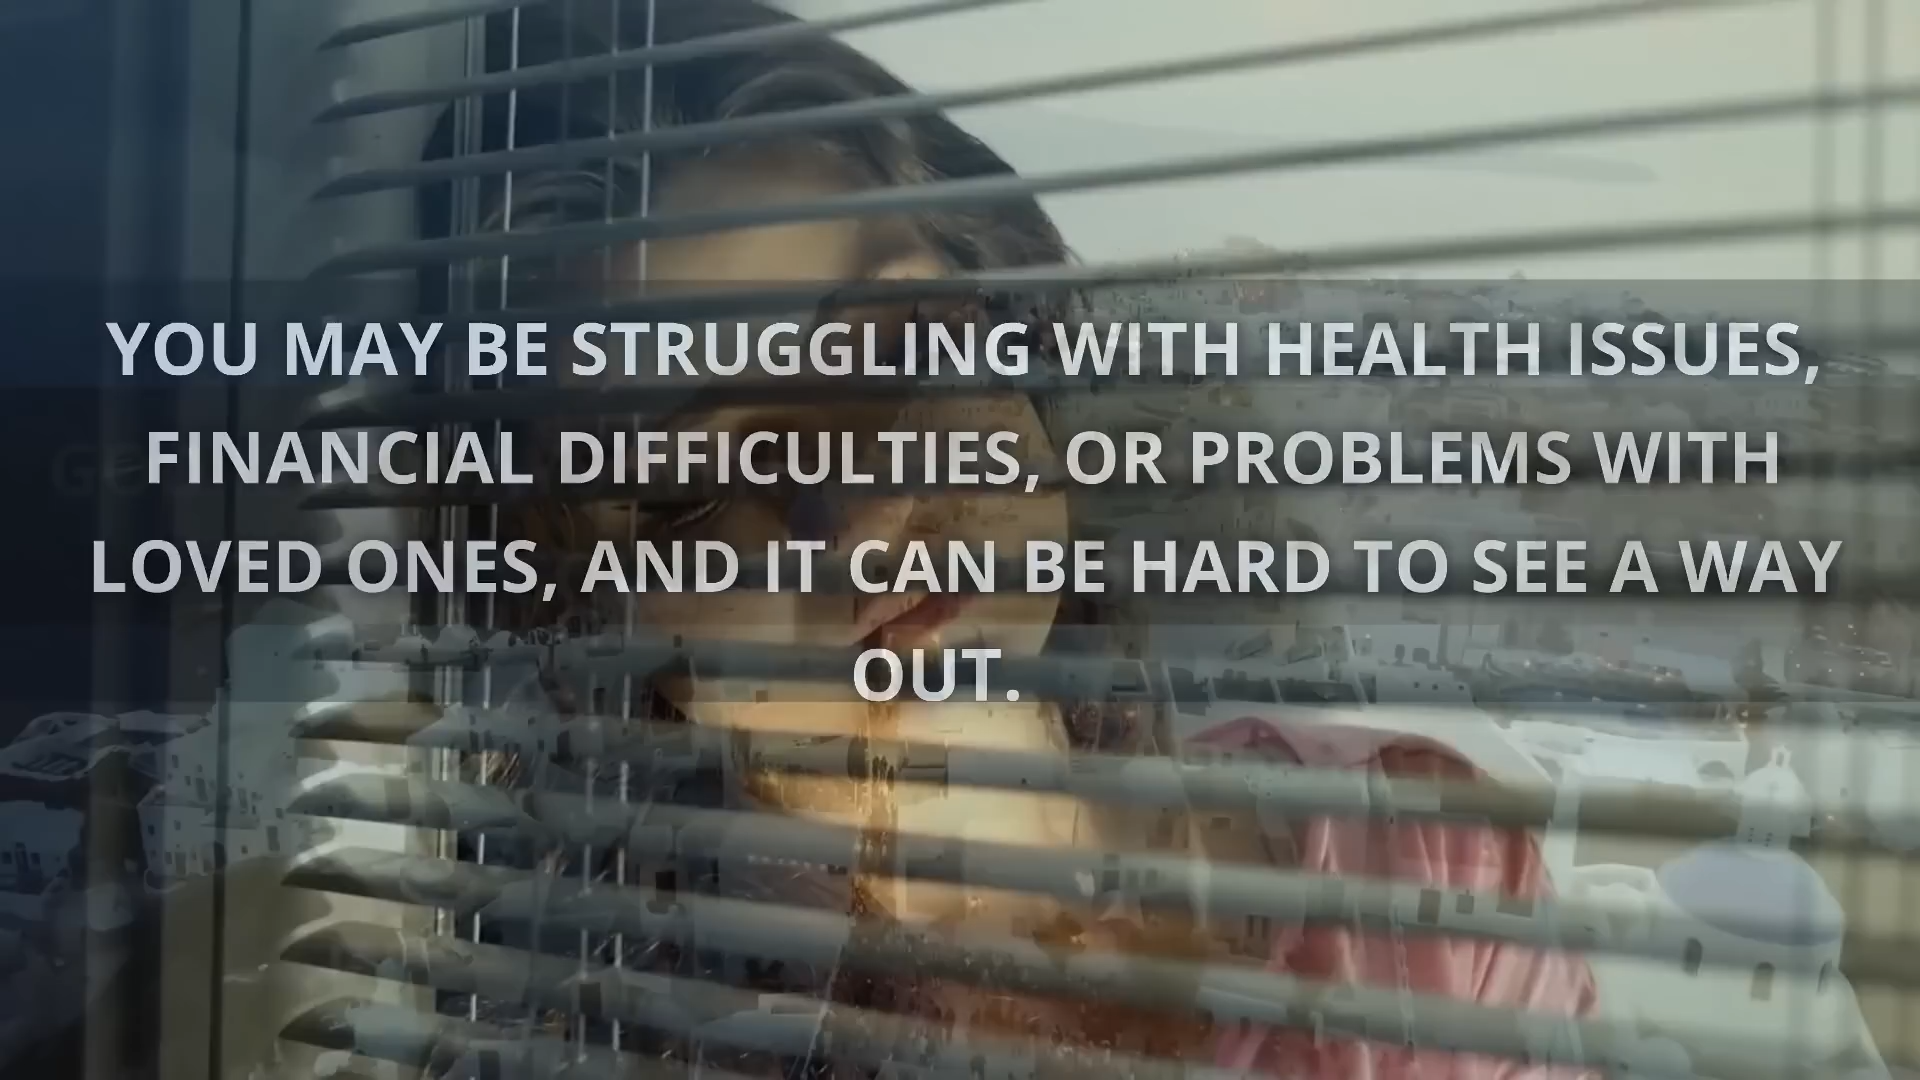 YOU MAY BE STRUGGLING WITH HEALTH ISSUES,
FINANCIAL DIFFICULTIES, OR PROBLEMS WITH
LOVED ONES, AND IT CAN BE HARD TO SEE A WAY
OUT.